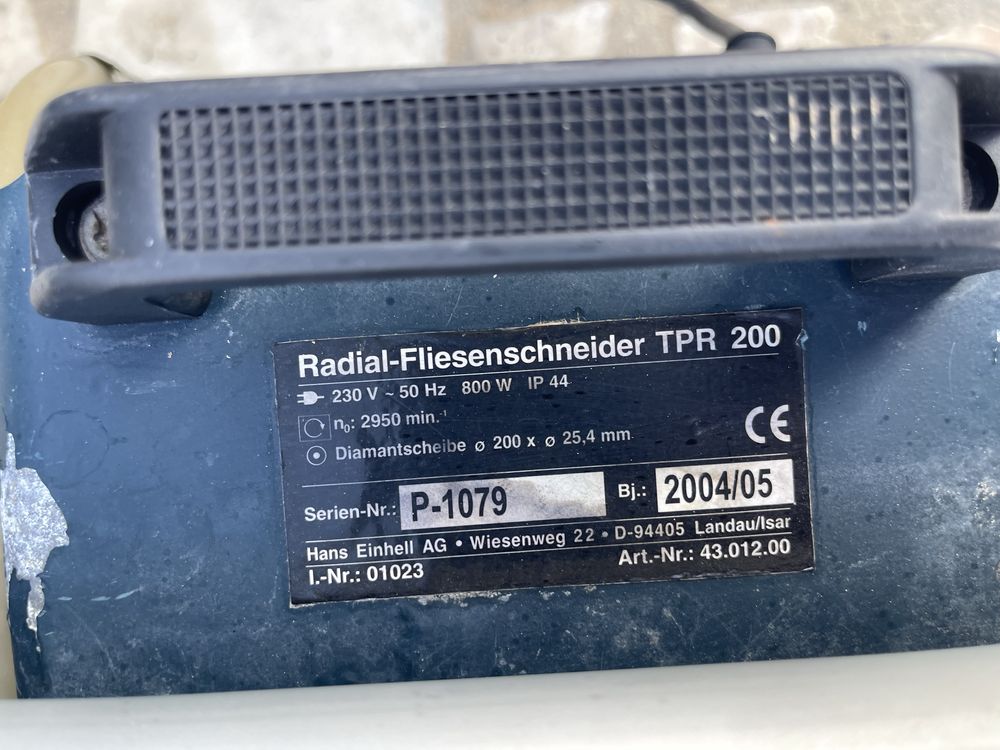 Radial-Fliesenschneider TPR 200
230 V ~ 50 Hz 800 W IP 44
n₀: 2950 min.⁻¹
Diamantscheibe ø 200 x ø 25,4 mm
CE
Serien-Nr.: P-1079 Bj.: 2004/05
Hans Einhell AG • Wiesenweg 22 • D-94405 Landau/Isar
I.-Nr.: 01023 Art.-Nr.: 43.012.00